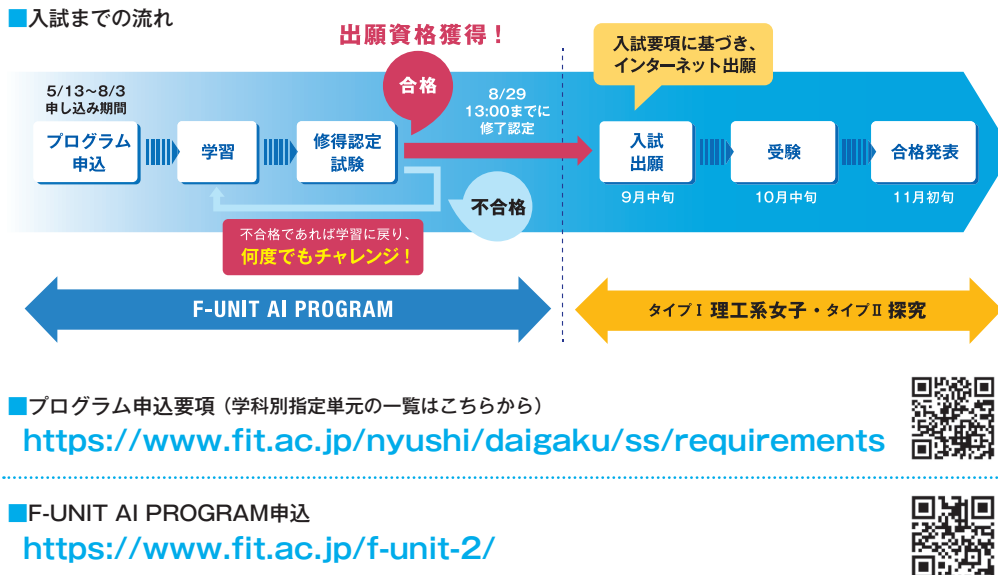 ■入試までの流れ
出願資格獲得！
合格
入試要項に基づき、
インターネット出願
5/13~8/3
申し込み期間
8/29
13:00までに
修了認定
プログラム
申込
学習
修得認定
試験
入試
出願
受験
合格発表
9月中旬
10月中旬
11月初旬
不合格
不合格であれば学習に戻り、
何度でもチャレンジ！
F-UNIT AI PROGRAM
タイプⅠ 理工系女子・タイプⅡ 探究
■プログラム申込要項（学科別指定単元の一覧はこちらから）
https://www.fit.ac.jp/nyushi/daigaku/ss/requirements
■F-UNIT AI PROGRAM申込
https://www.fit.ac.jp/f-unit-2/